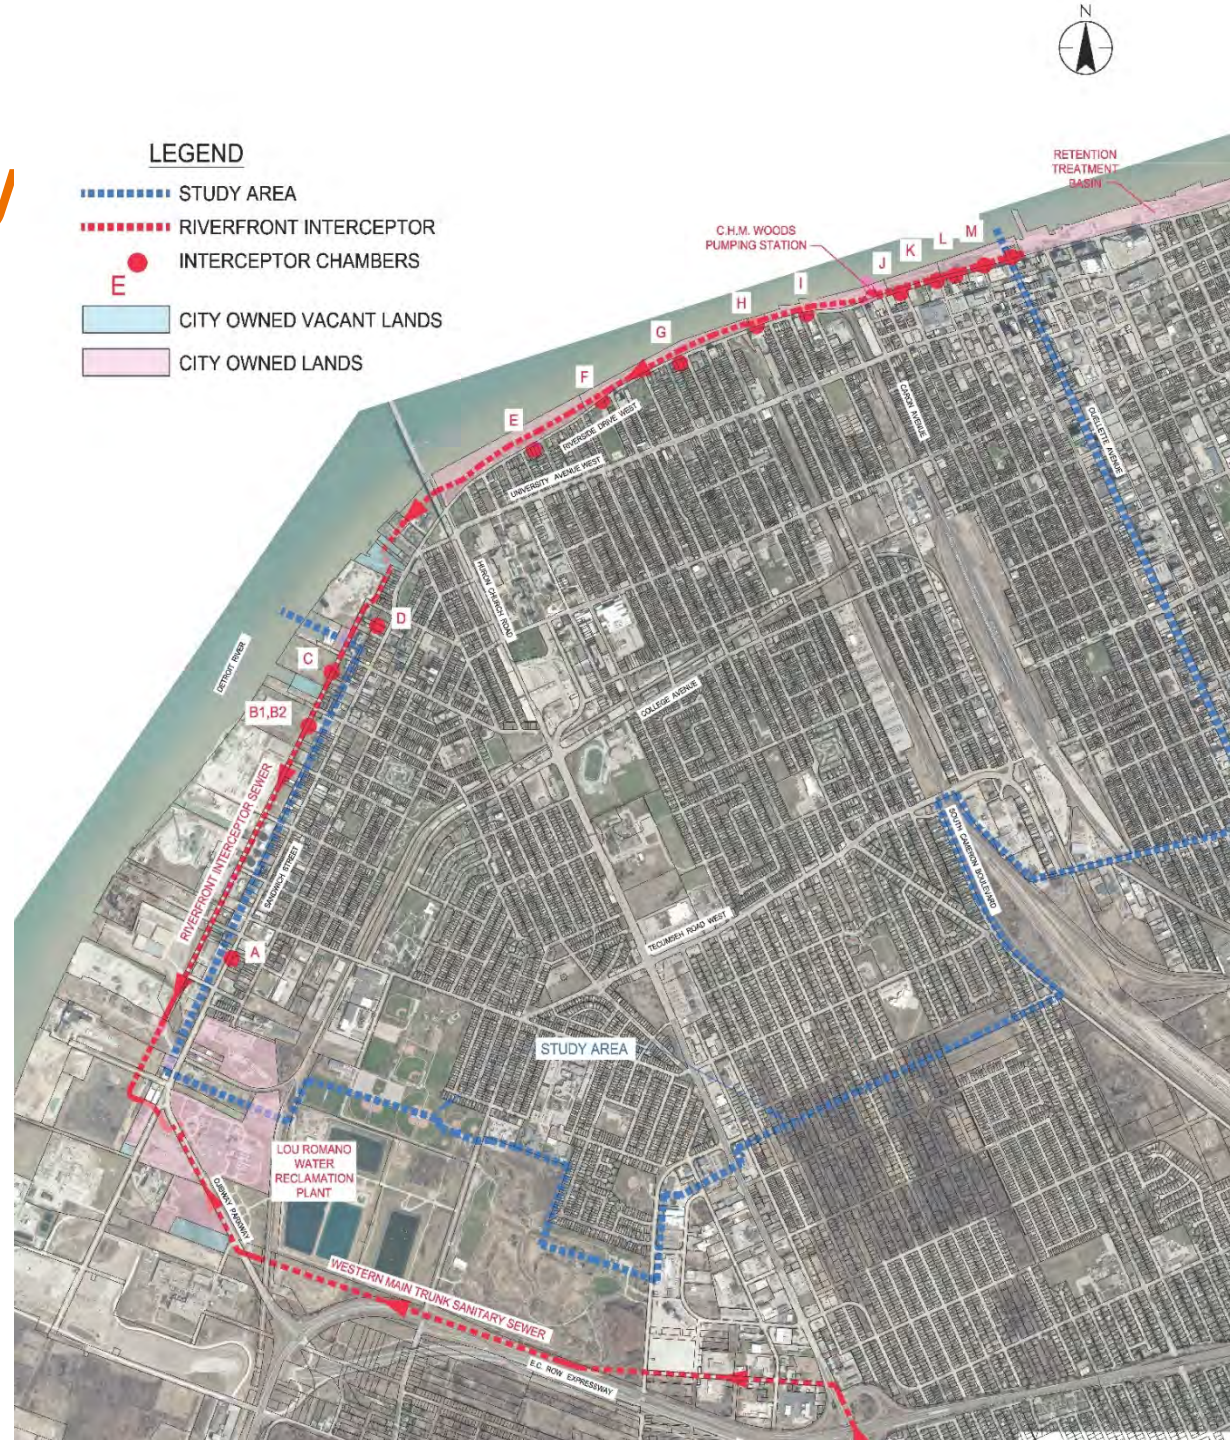 N
LEGEND
STUDY AREA
RIVERFRONT INTERCEPTOR
INTERCEPTOR CHAMBERS
E
CITY OWNED VACANT LANDS
CITY OWNED LANDS
RETENTION
TREATMENT
BASIN
C.H.M. WOODS
PUMPING STATION
M
L
K
J
I
H
G
F
E
RIVERSIDE DRIVE WEST
UNIVERSITY AVENUE WEST
CARON AVENUE
OUELLETTE AVENUE
HURON CHURCH ROAD
D
C
B1,B2
DETROIT RIVER
COLLEGE AVENUE
RIVERFRONT INTERCEPTOR SEWER
SANDWICH STREET
SOUTH CAMERON BOULEVARD
TECUMSEH ROAD WEST
A
STUDY AREA
LOU ROMANO
WATER
RECLAMATION
PLANT
OJIBWAY PARKWAY
WESTERN MAIN TRUNK SANITARY SEWER
E.C. ROW EXPRESSWAY